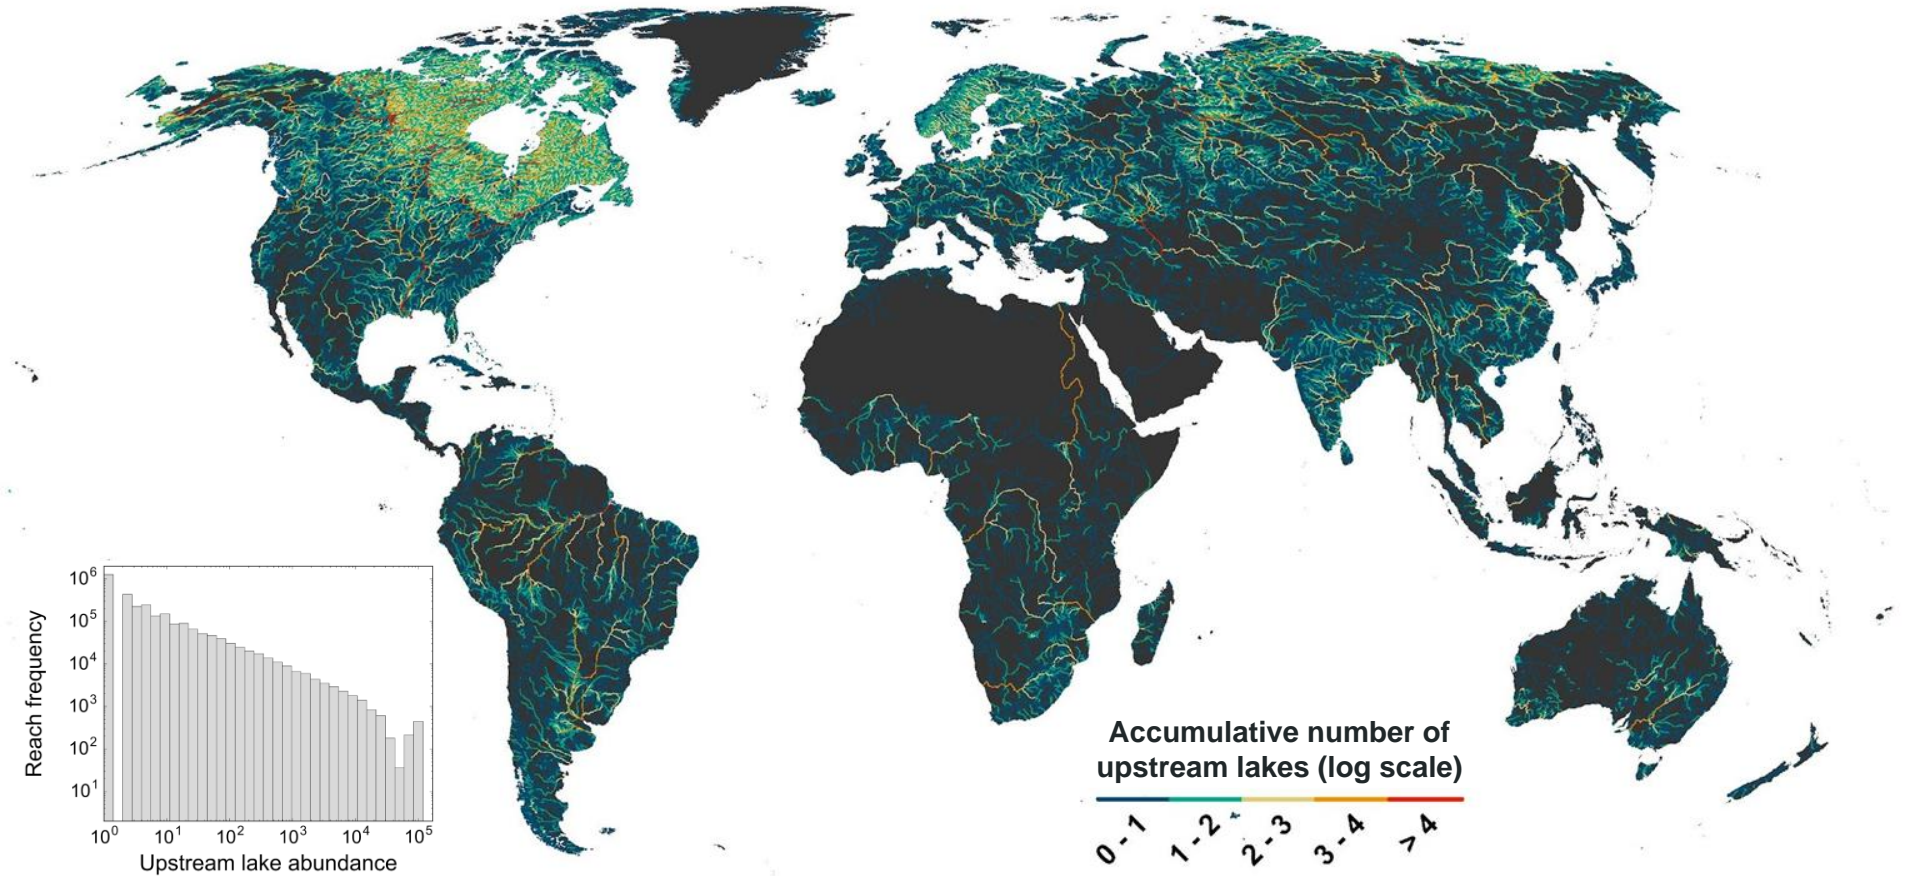 Reach frequency
10⁶
10⁵
10⁴
10³
10²
10¹
10⁰ 10¹ 10² 10³ 10⁴ 10⁵
Upstream lake abundance
Accumulative number of
upstream lakes (log scale)
0 - 1 1 - 2 2 - 3 3 - 4 > 4